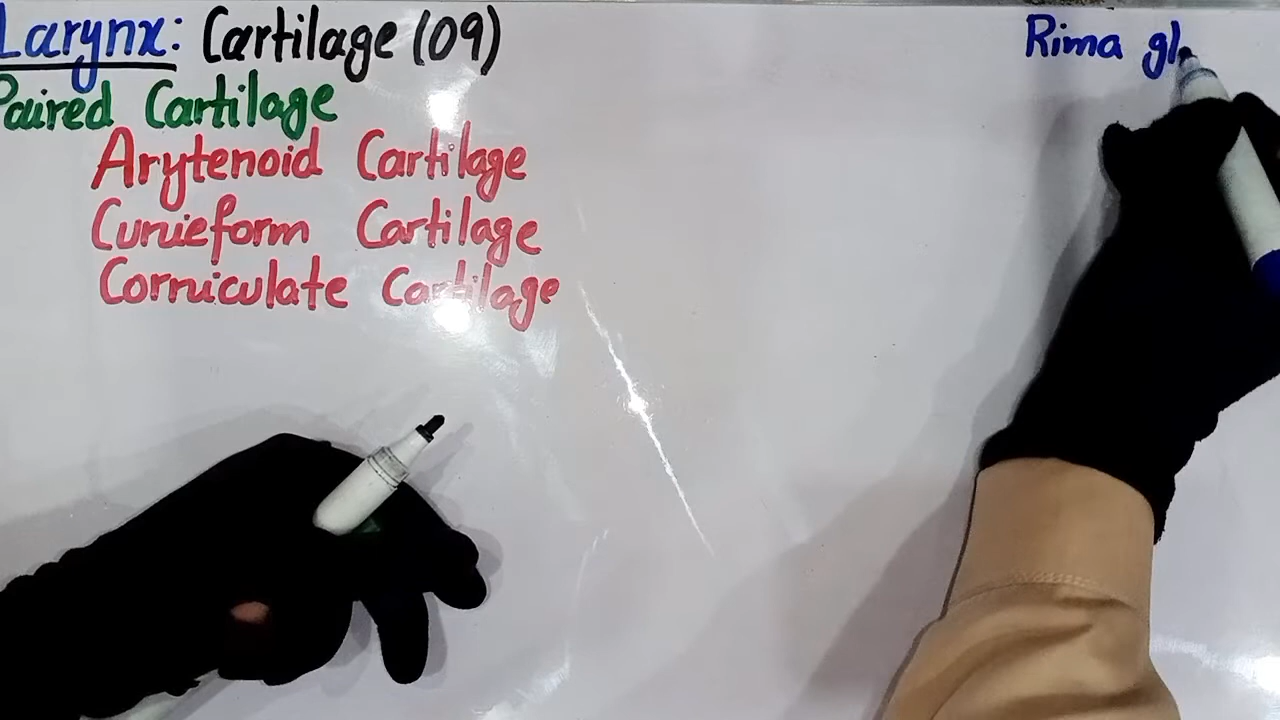 Larynx: Cartilage (09)
Paired Cartilage
Arytenoid Cartilage
Cunieform Cartilage
Corniculate Cartilage
Rima gl